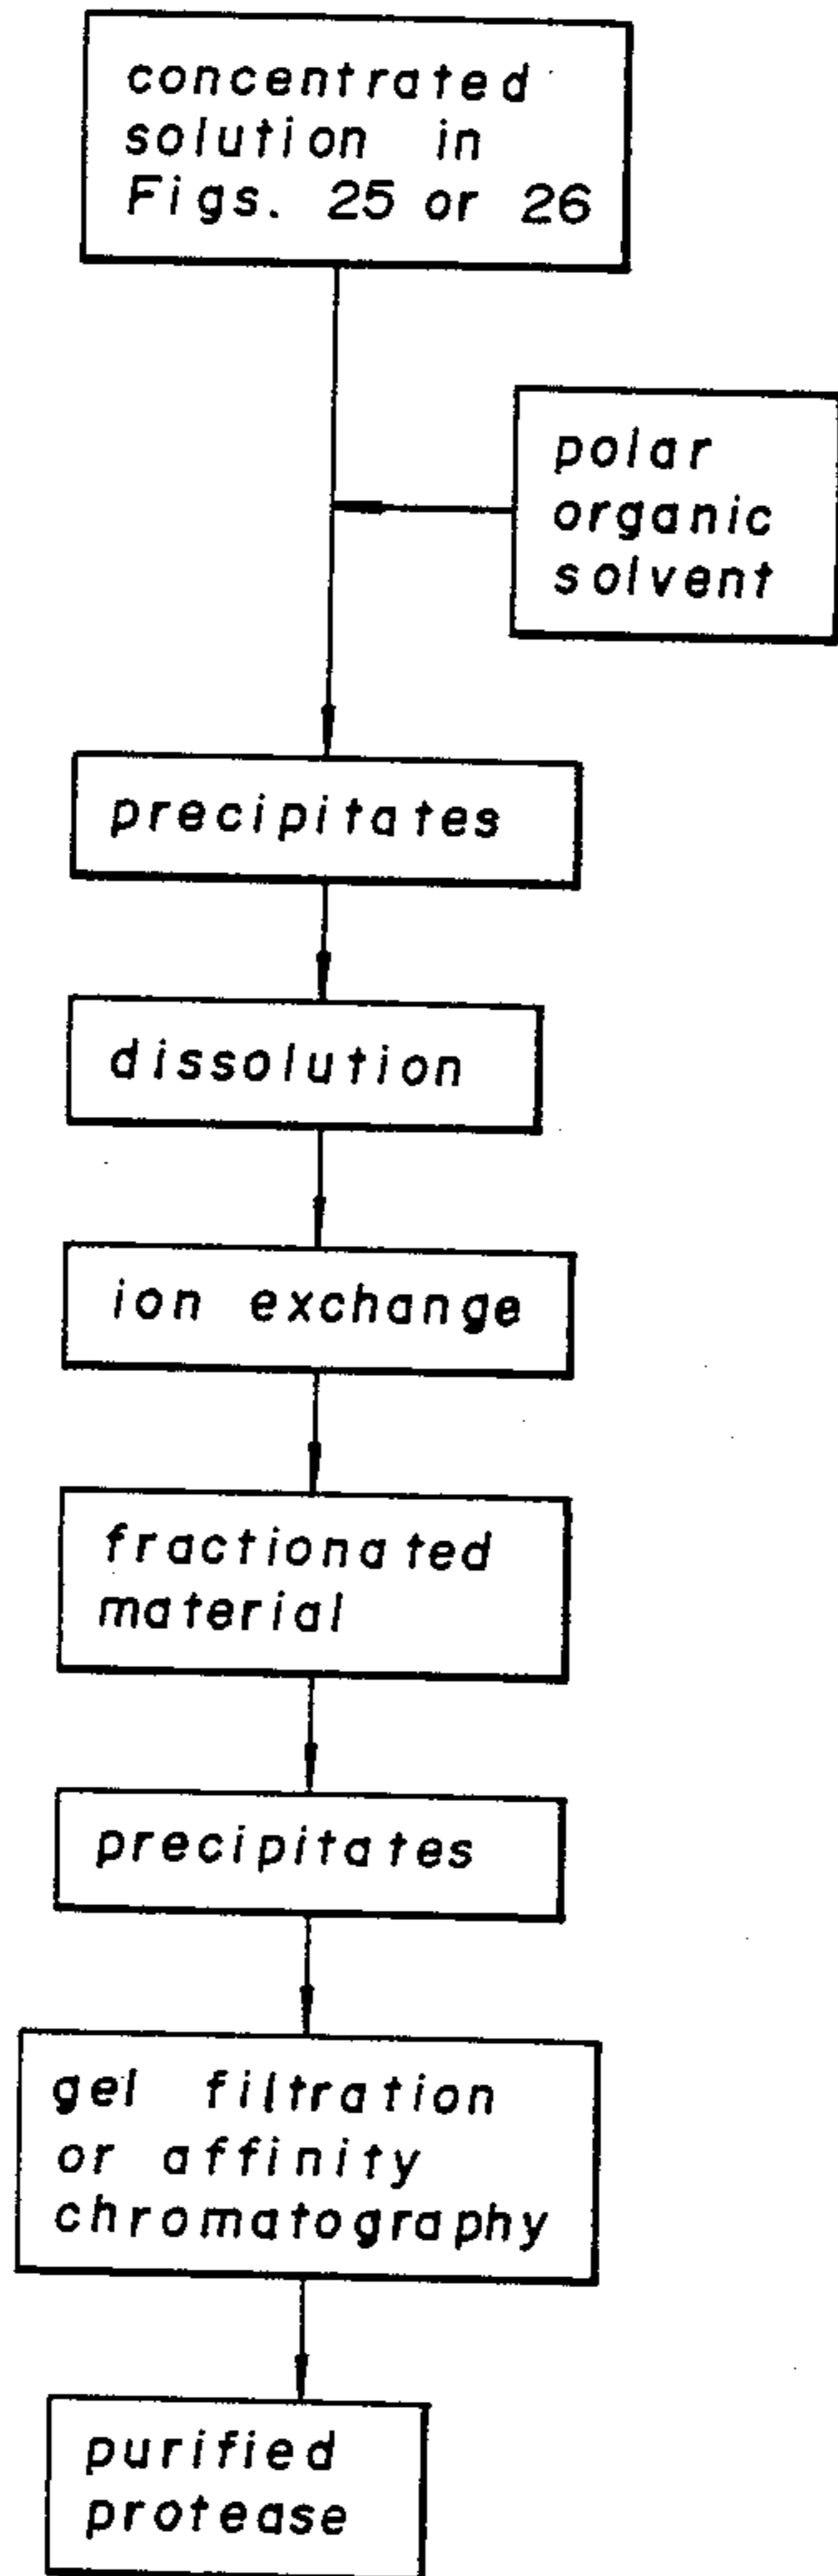 concentrated
solution in
Figs. 25 or 26
polar
organic
solvent
precipitates
dissolution
ion exchange
fractionated
material
precipitates
gel filtration
or affinity
chromatography
purified
protease